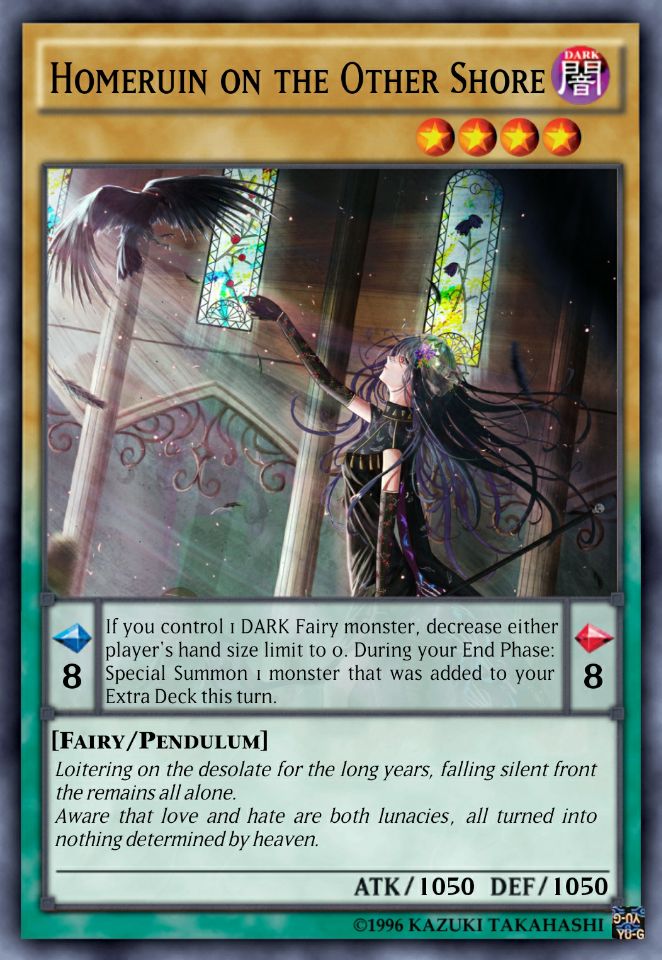 Homeruin on the Other Shore
DARK
闇
If you control 1 DARK Fairy monster, decrease either
player's hand size limit to 0. During your End Phase:
Special Summon 1 monster that was added to your
Extra Deck this turn.
8
8
[Fairy/Pendulum]
Loitering on the desolate for the long years, falling silent front
the remains all alone.
Aware that love and hate are both lunacies, all turned into
nothing determined by heaven.
ATK/1050 DEF/1050
©1996 KAZUKI TAKAHASHI
YU-G
YU-G